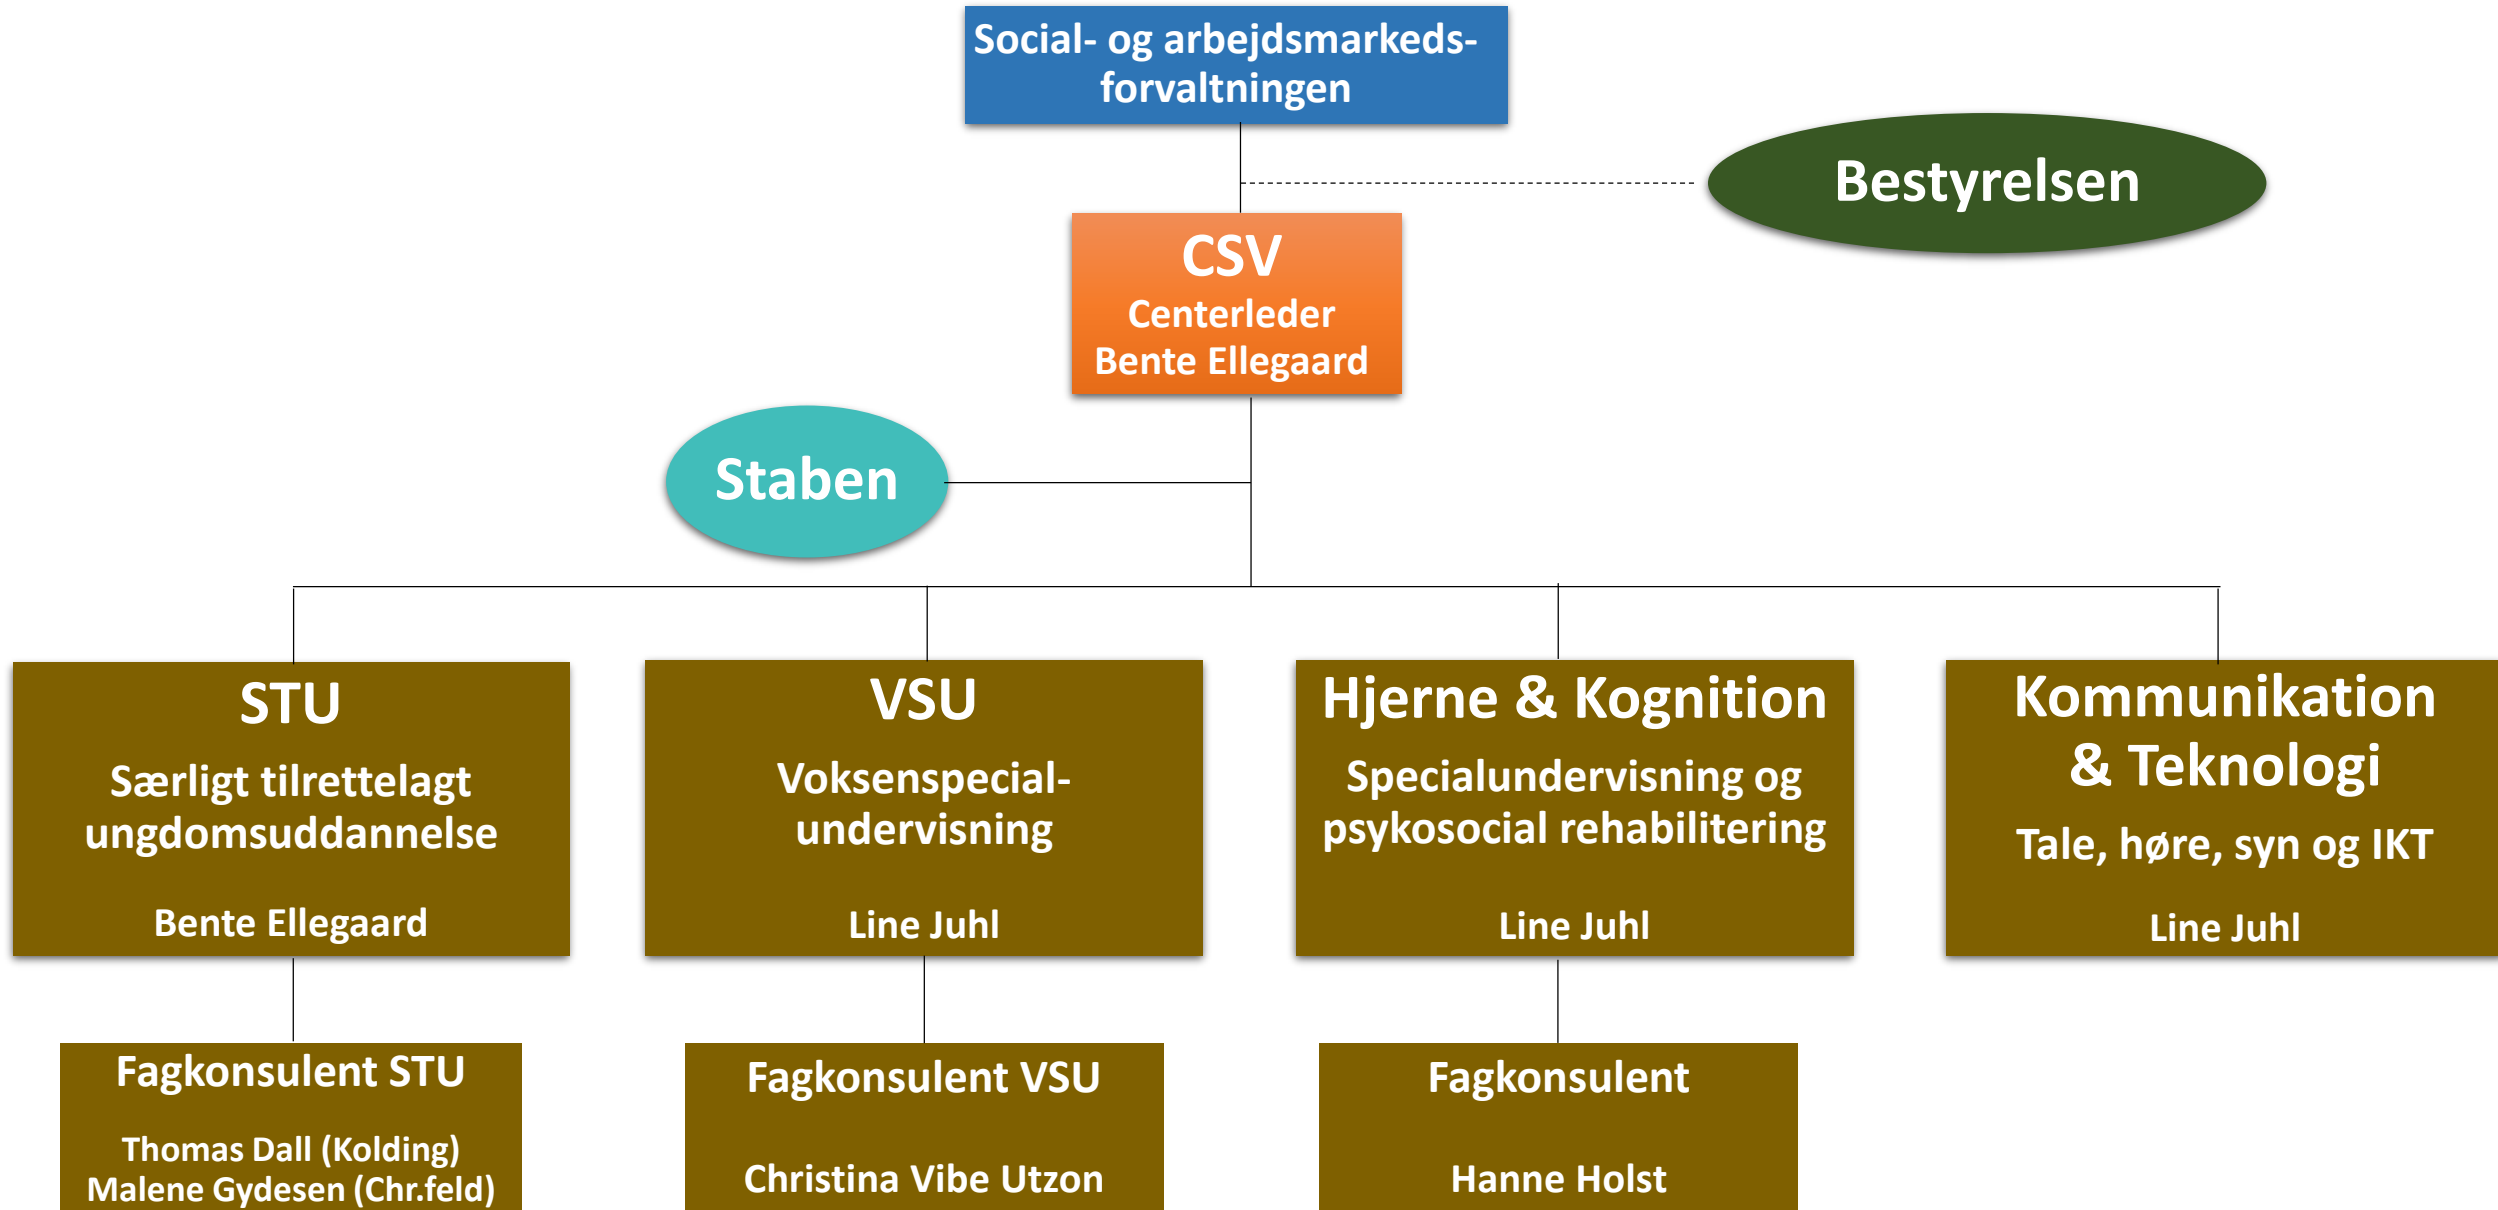 Social- og arbejdsmarkeds-
forvaltningen
Bestyrelsen
CSV
Centerleder
Bente Ellegaard
Staben
STU
Særligt tilrettelagt
ungdomsuddannelse
Bente Ellegaard
VSU
Voksenspecial-
undervisning
Line Juhl
Hjerne & Kognition
Specialundervisning og
psykosocial rehabilitering
Line Juhl
Kommunikation
& Teknologi
Tale, høre, syn og IKT
Line Juhl
Fagkonsulent STU
Thomas Dall (Kolding)
Malene Gydesen (Chr.feld)
Fagkonsulent VSU
Christina Vibe Utzon
Fagkonsulent
Hanne Holst